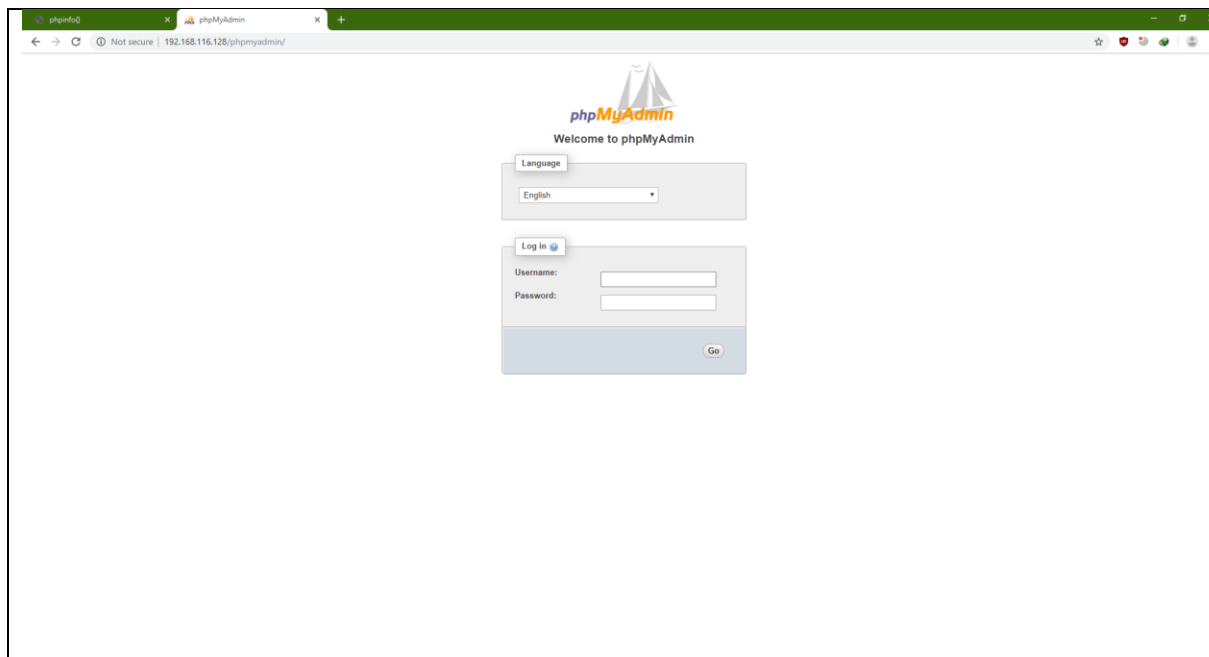 phpinfo()
phpMyAdmin
Not secure | 192.168.116.128/phpmyadmin/
phpMyAdmin
Welcome to phpMyAdmin
Language
English
Log in
Username:
Password:
Go